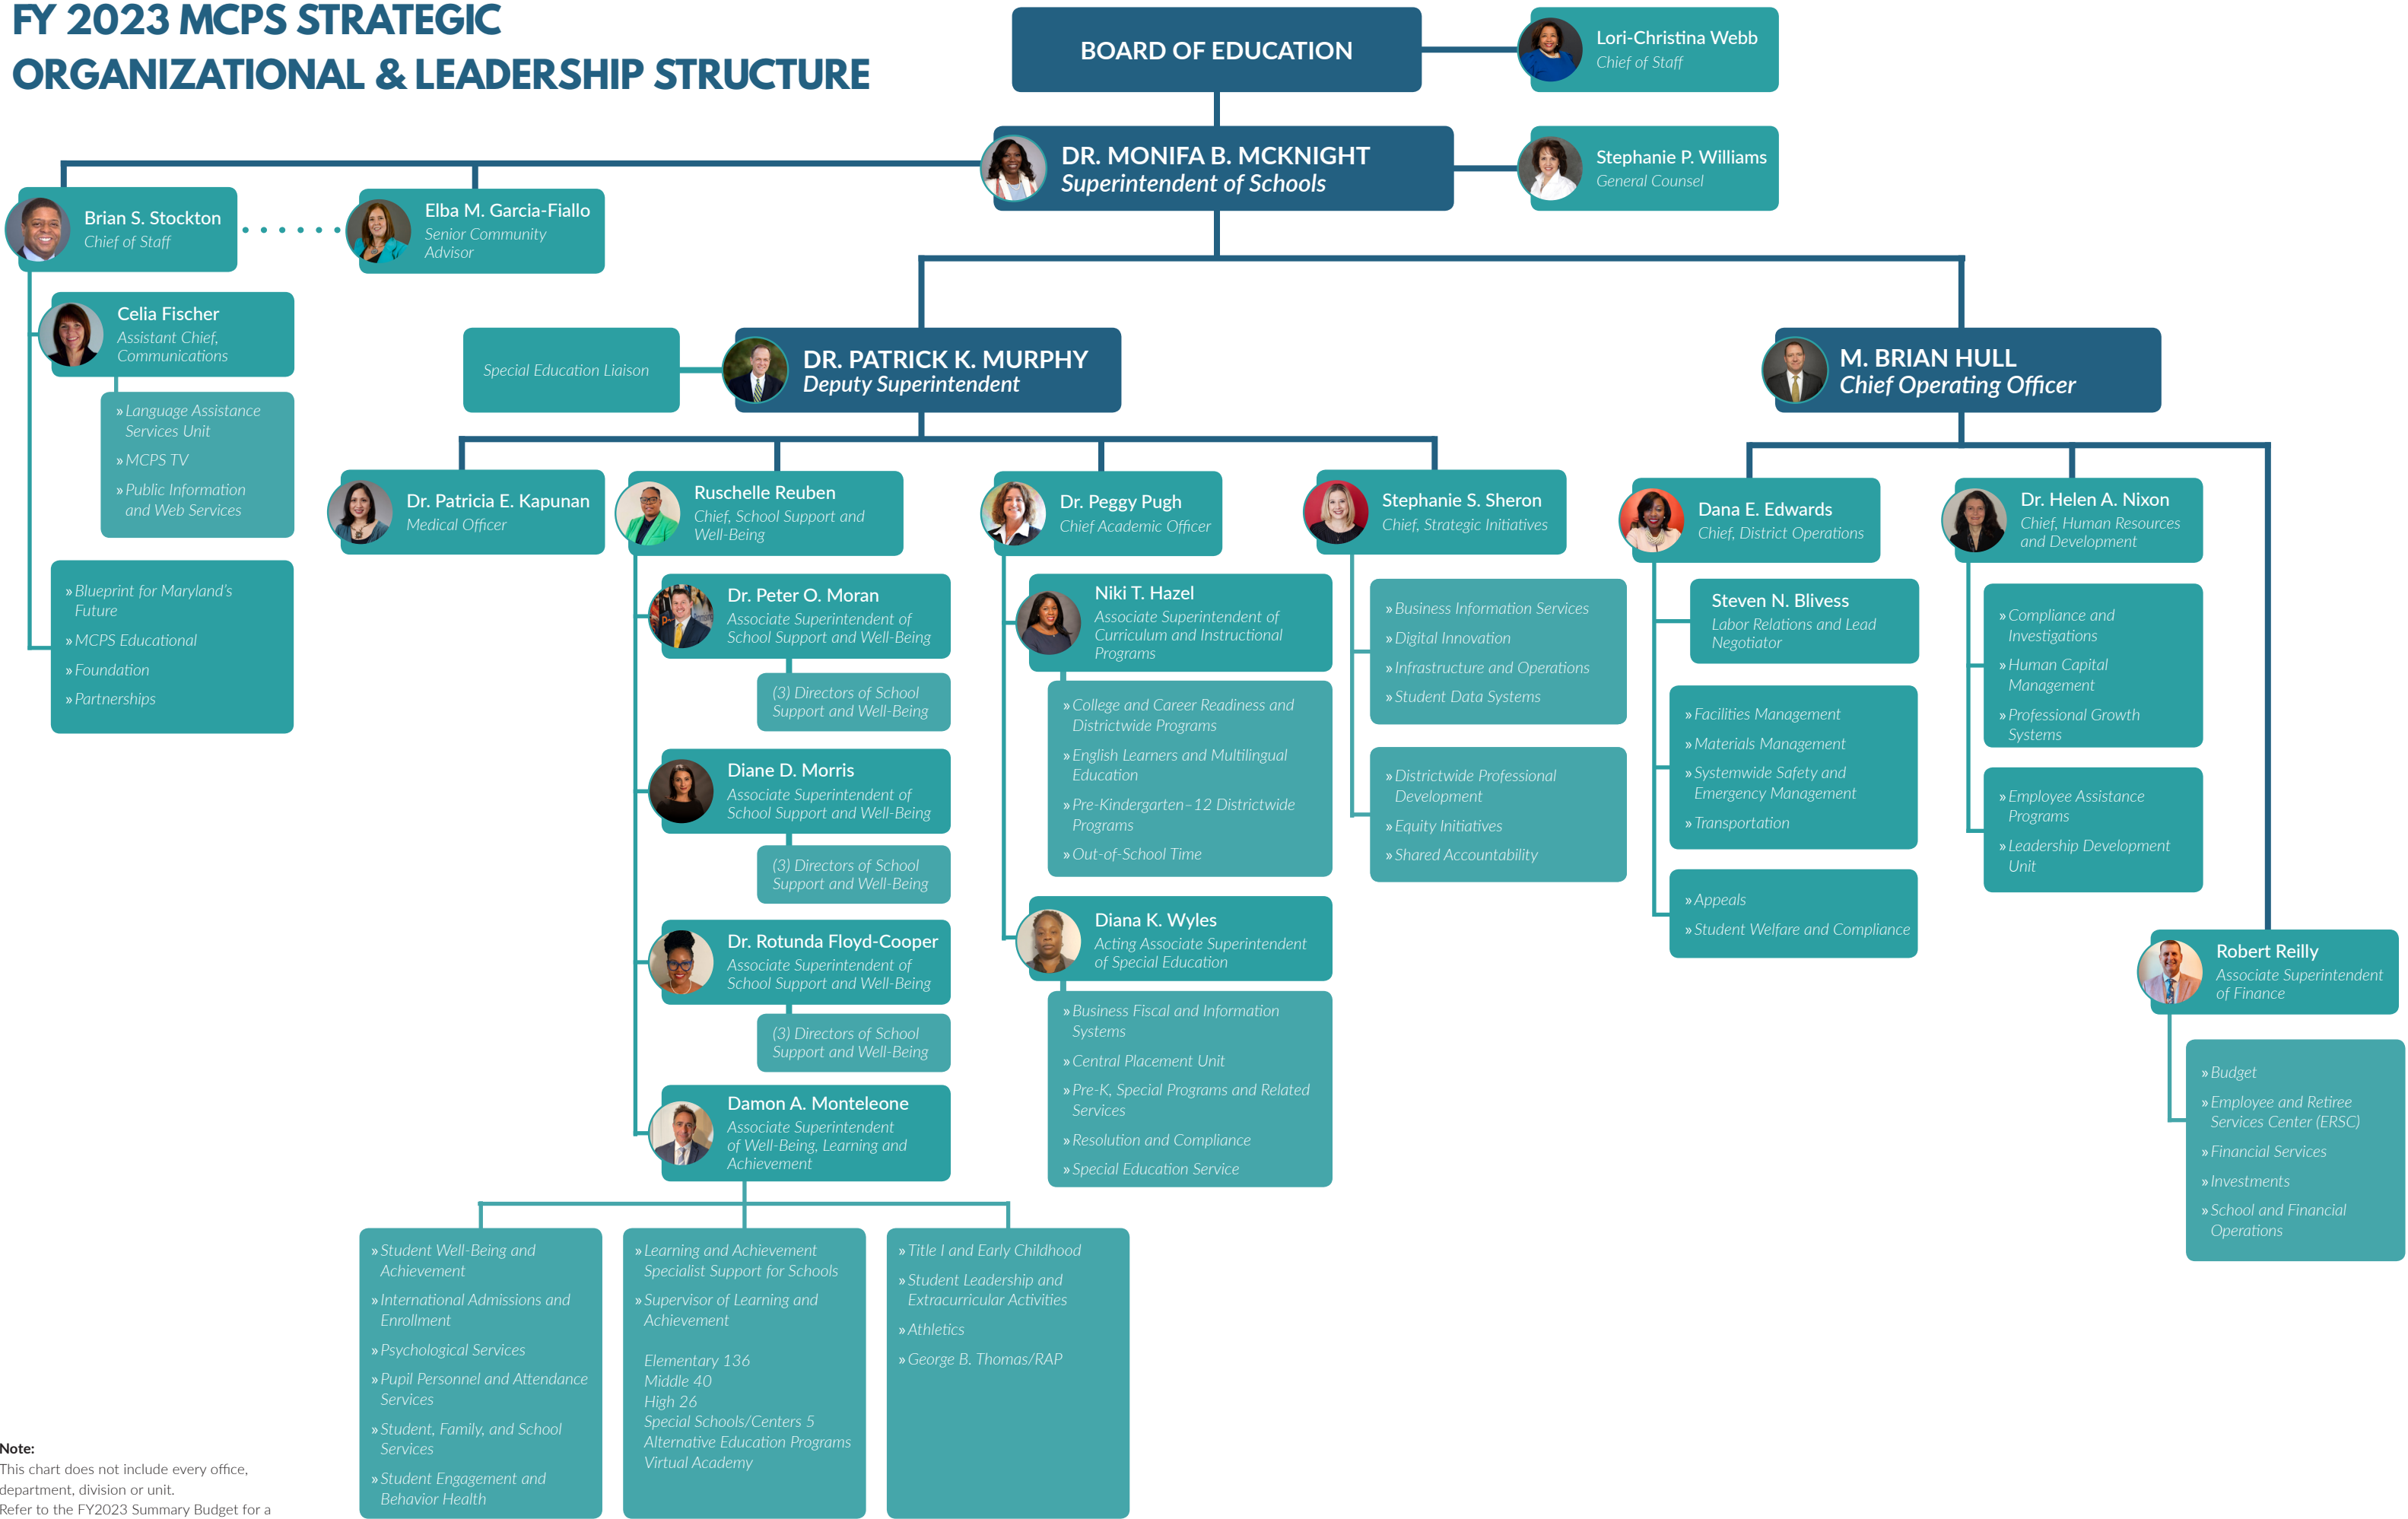 FY 2023 MCPS STRATEGIC
ORGANIZATIONAL & LEADERSHIP STRUCTURE
BOARD OF EDUCATION
Lori-Christina Webb
Chief of Staff
DR. MONIFA B. MCKNIGHT
Superintendent of Schools
Stephanie P. Williams
General Counsel
Brian S. Stockton
Chief of Staff
Elba M. Garcia-Fiallo
Senior Community
Advisor
Celia Fischer
Assistant Chief,
Communications
» Language Assistance
Services Unit
» MCPS TV
» Public Information
and Web Services
» Blueprint for Maryland's
Future
» MCPS Educational
» Foundation
» Partnerships
Special Education Liaison
DR. PATRICK K. MURPHY
Deputy Superintendent
M. BRIAN HULL
Chief Operating Officer
Dr. Patricia E. Kapunan
Medical Officer
Ruschelle Reuben
Chief, School Support and
Well-Being
Dr. Peter O. Moran
Associate Superintendent of
School Support and Well-Being
(3) Directors of School
Support and Well-Being
Diane D. Morris
Associate Superintendent of
School Support and Well-Being
(3) Directors of School
Support and Well-Being
Dr. Rotunda Floyd-Cooper
Associate Superintendent of
School Support and Well-Being
(3) Directors of School
Support and Well-Being
Damon A. Monteleone
Associate Superintendent
of Well-Being, Learning and
Achievement
» Student Well-Being and
Achievement
» International Admissions and
Enrollment
» Psychological Services
» Pupil Personnel and Attendance
Services
» Student, Family, and School
Services
» Student Engagement and
Behavior Health
» Learning and Achievement
Specialist Support for Schools
» Supervisor of Learning and
Achievement
Elementary 136
Middle 40
High 26
Special Schools/Centers 5
Alternative Education Programs
Virtual Academy
» Title I and Early Childhood
» Student Leadership and
Extracurricular Activities
» Athletics
» George B. Thomas/RAP
Dr. Peggy Pugh
Chief Academic Officer
Niki T. Hazel
Associate Superintendent of
Curriculum and Instructional
Programs
» College and Career Readiness and
Districtwide Programs
» English Learners and Multilingual
Education
» Pre-Kindergarten–12 Districtwide
Programs
» Out-of-School Time
Diana K. Wyles
Acting Associate Superintendent
of Special Education
» Business Fiscal and Information
Systems
» Central Placement Unit
» Pre-K, Special Programs and Related
Services
» Resolution and Compliance
» Special Education Service
Stephanie S. Sheron
Chief, Strategic Initiatives
» Business Information Services
» Digital Innovation
» Infrastructure and Operations
» Student Data Systems
» Districtwide Professional
Development
» Equity Initiatives
» Shared Accountability
Dana E. Edwards
Chief, District Operations
Steven N. Blivess
Labor Relations and Lead
Negotiator
» Facilities Management
» Materials Management
» Systemwide Safety and
Emergency Management
» Transportation
» Appeals
» Student Welfare and Compliance
Dr. Helen A. Nixon
Chief, Human Resources
and Development
» Compliance and
Investigations
» Human Capital
Management
» Professional Growth
Systems
» Employee Assistance
Programs
» Leadership Development
Unit
Robert Reilly
Associate Superintendent
of Finance
» Budget
» Employee and Retiree
Services Center (ERSC)
» Financial Services
» Investments
» School and Financial
Operations
Note:
This chart does not include every office,
department, division or unit.
Refer to the FY2023 Summary Budget for a